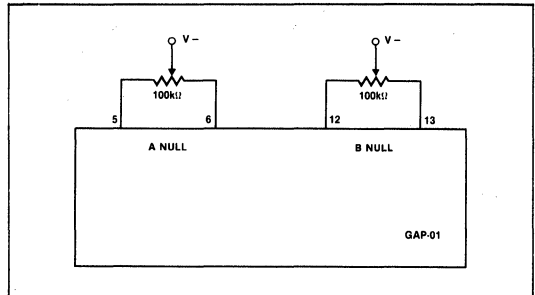 V– V–
100kΩ 100kΩ
5 6 12 13
A NULL B NULL
GAP-01